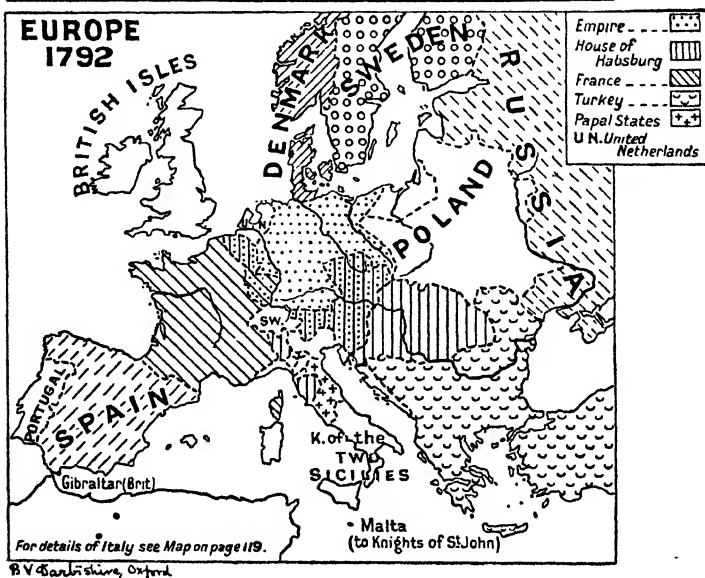 EUROPE
1792
Empire
House of
Habsburg
France
Turkey
Papal States
U N. United
Netherlands
BRITISH ISLES
DENMARK
SWEDEN
RUSSIA
POLAND
U. N.
SW.
PORTUGAL
SPAIN
K. of the
TWO
SICILIES
Gibraltar (Brit)
Malta
(to Knights of St John)
For details of Italy see Map on page 119.
B V Darbishire, Oxford